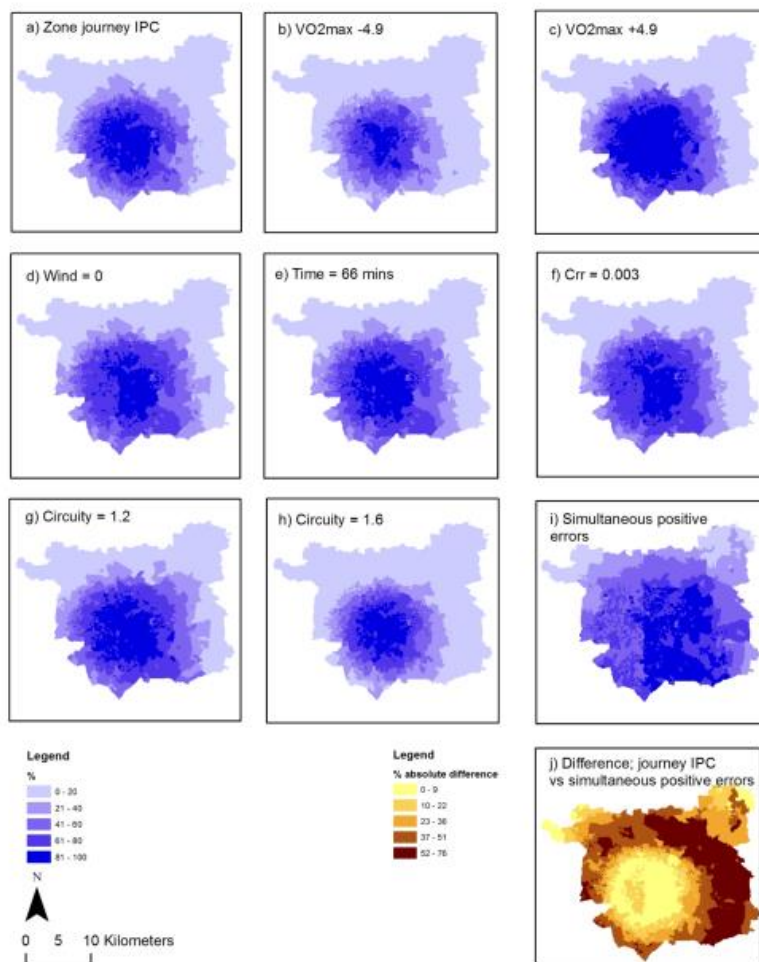 a) Zone journey IPC
b) VO2max -4.9
c) VO2max +4.9
d) Wind = 0
e) Time = 66 mins
f) Crr = 0.003
g) Circuity = 1.2
h) Circuity = 1.6
i) Simultaneous positive
errors
Legend
%
0 - 20
21 - 40
41 - 60
61 - 80
81 - 100
N
0 5 10 Kilometers
Legend
% absolute difference
0 - 9
10 - 22
23 - 36
37 - 51
52 - 76
j) Difference; journey IPC
vs simultaneous positive errors